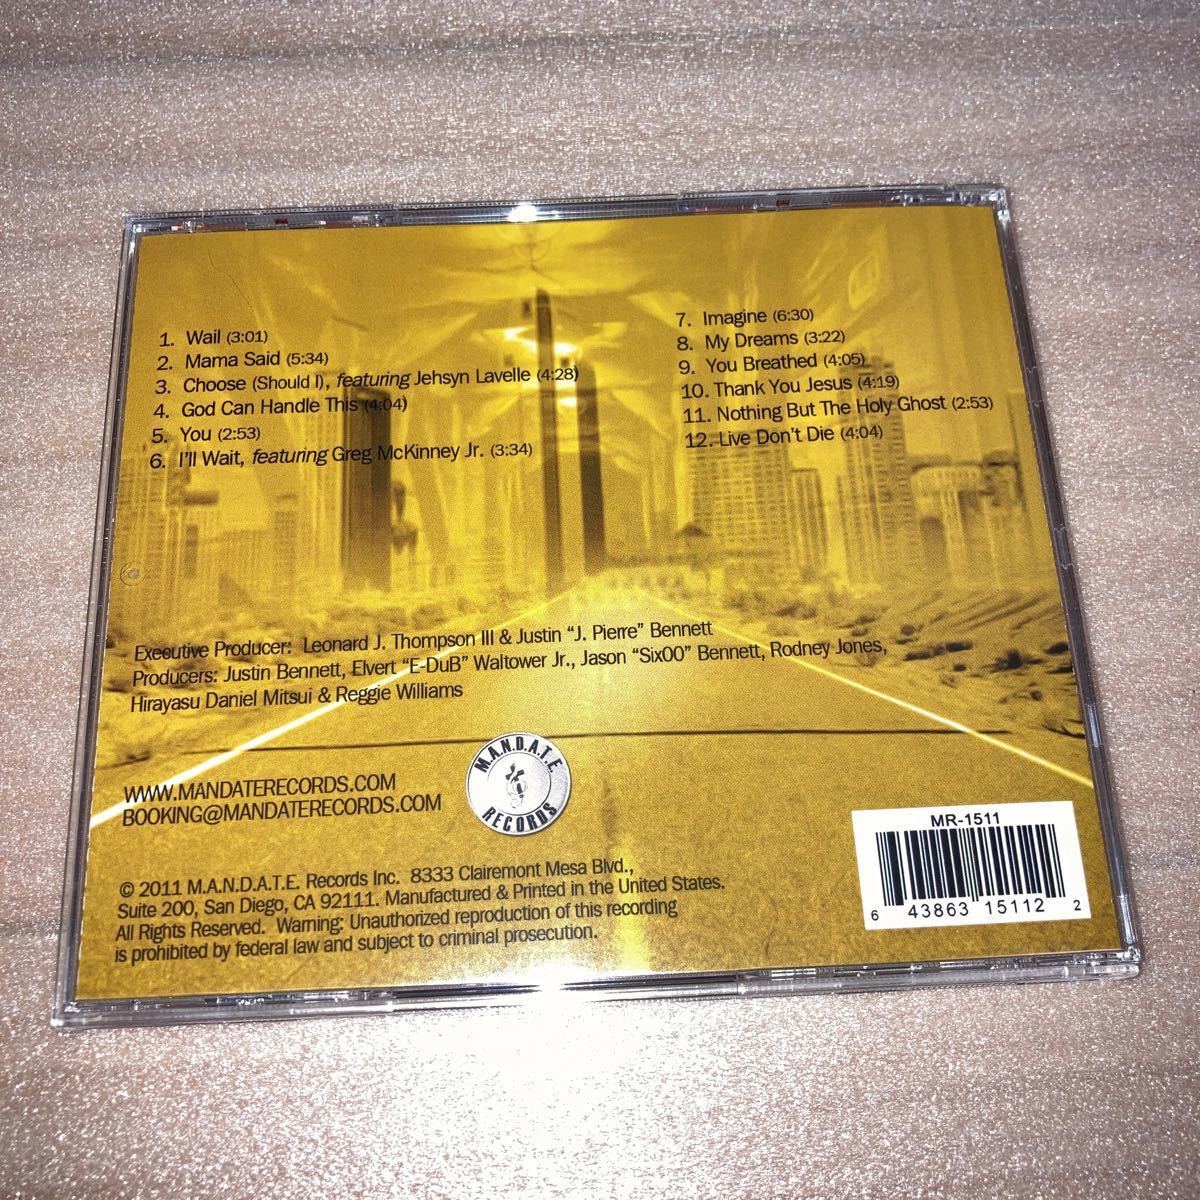 1. Wail (3:01)
2. Mama Said (5:34)
3. Choose (Should I), featuring Jehsyn Lavelle (4:28)
4. God Can Handle This (4:04)
5. You (2:53)
6. I'll Wait, featuring Greg McKinney Jr. (3:34)
7. Imagine (6:30)
8. My Dreams (3:22)
9. You Breathed (4:05)
10. Thank You Jesus (4:19)
11. Nothing But The Holy Ghost (2:53)
12. Live Don't Die (4:04)
Executive Producer: Leonard J. Thompson III & Justin "J. Pierre" Bennett
Producers: Justin Bennett, Elvert "E-DuB" Waltower Jr., Jason "Six00" Bennett, Rodney Jones,
Hirayasu Daniel Mitsui & Reggie Williams
WWW.MANDATERECORDS.COM
BOOKING@MANDATERECORDS.COM
M.A.N.D.A.T.E.
RECORDS
© 2011 M.A.N.D.A.T.E. Records Inc. 8333 Clairemont Mesa Blvd.,
Suite 200, San Diego, CA 92111. Manufactured & Printed in the United States.
All Rights Reserved. Warning: Unauthorized reproduction of this recording
is prohibited by federal law and subject to criminal prosecution.
MR-1511
6 43863 15112 2